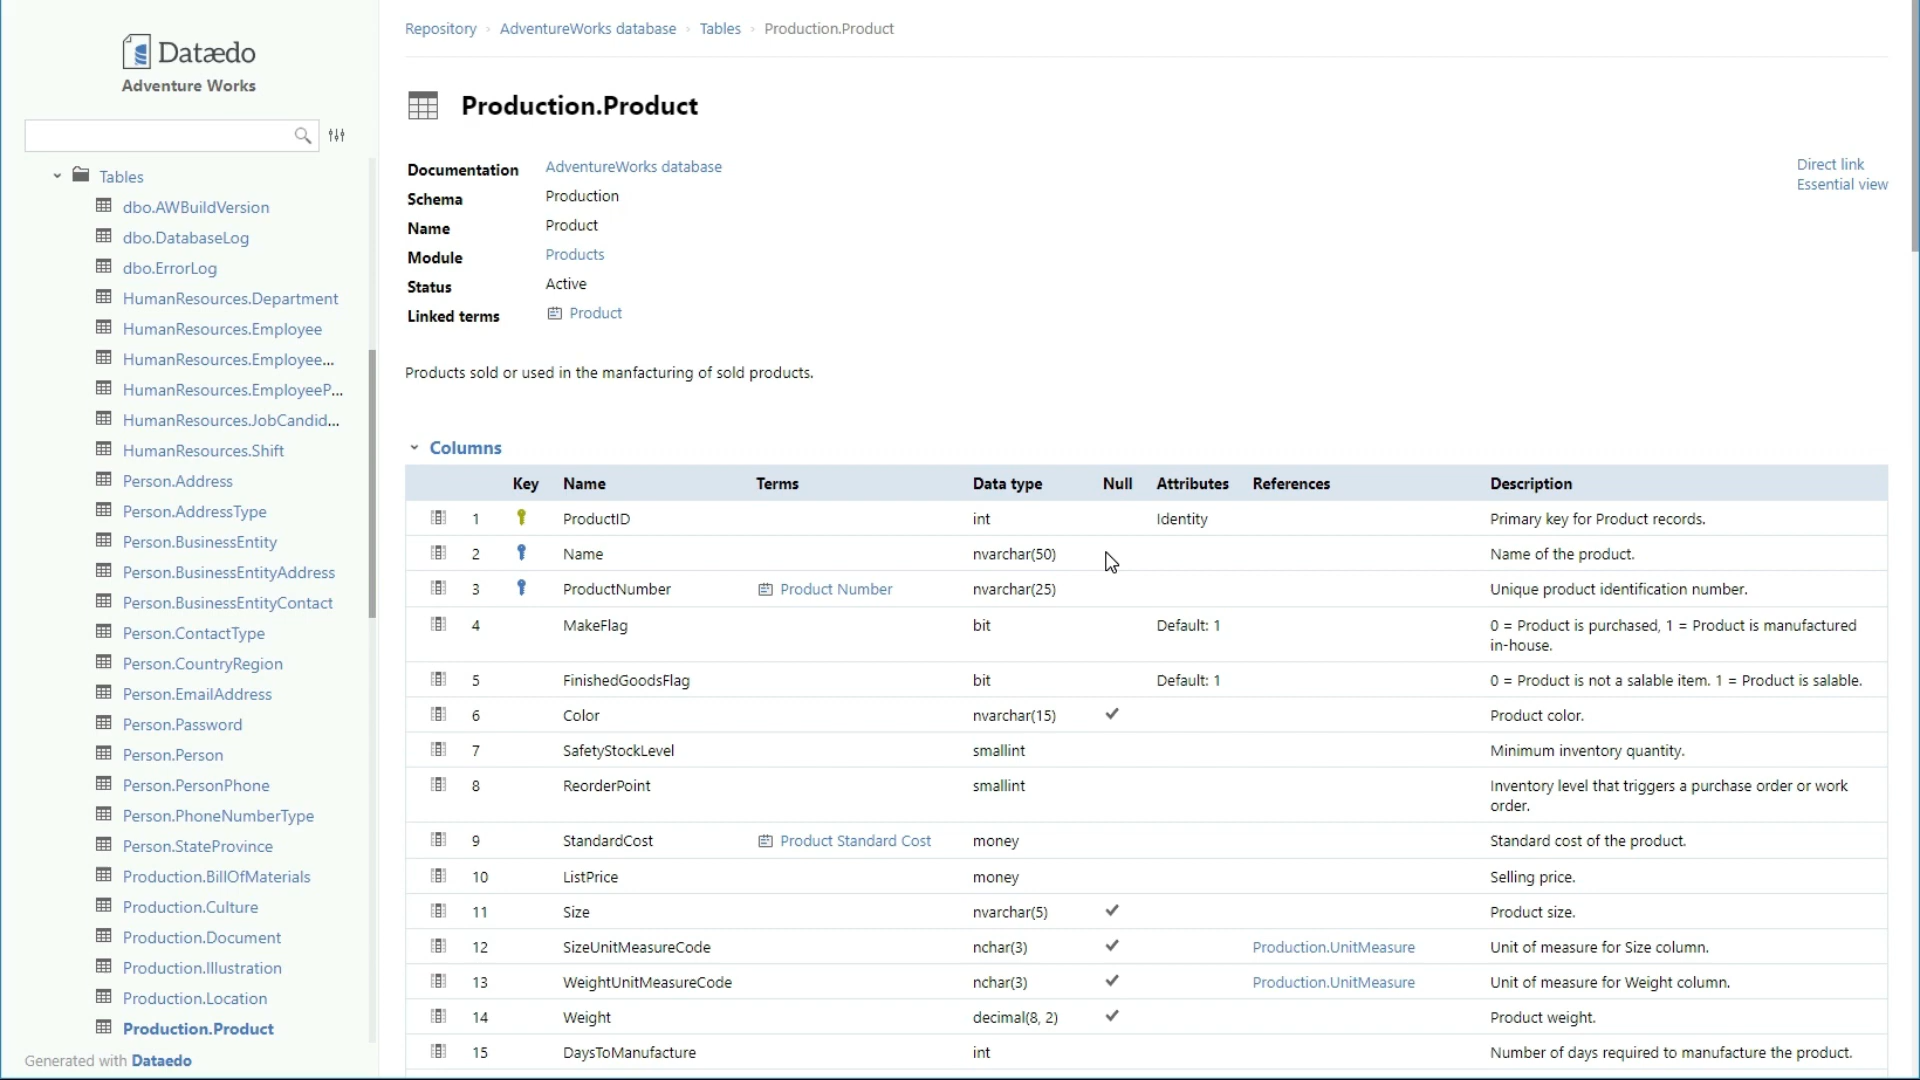 Dataedo
Adventure Works
Tables
dbo.AWBuildVersion
dbo.DatabaseLog
dbo.ErrorLog
HumanResources.Department
HumanResources.Employee
HumanResources.Employee...
HumanResources.EmployeeP...
HumanResources.JobCandid...
HumanResources.Shift
Person.Address
Person.AddressType
Person.BusinessEntity
Person.BusinessEntityAddress
Person.BusinessEntityContact
Person.ContactType
Person.CountryRegion
Person.EmailAddress
Person.Password
Person.Person
Person.PersonPhone
Person.PhoneNumberType
Person.StateProvince
Production.BillOfMaterials
Production.Culture
Production.Document
Production.Illustration
Production.Location
Production.Product
Generated with Dataedo
Repository › AdventureWorks database › Tables › Production.Product
Production.Product
Documentation AdventureWorks database
Schema Production
Name Product
Module Products
Status Active
Linked terms Product
Direct link
Essential view
Products sold or used in the manfacturing of sold products.
Columns
Key Name Terms Data type Null Attributes References Description
1 ProductID int Identity Primary key for Product records.
2 Name nvarchar(50) Name of the product.
3 ProductNumber Product Number nvarchar(25) Unique product identification number.
4 MakeFlag bit Default: 1 0 = Product is purchased, 1 = Product is manufactured
in-house.
5 FinishedGoodsFlag bit Default: 1 0 = Product is not a salable item. 1 = Product is salable.
6 Color nvarchar(15) ✓ Product color.
7 SafetyStockLevel smallint Minimum inventory quantity.
8 ReorderPoint smallint Inventory level that triggers a purchase order or work
order.
9 StandardCost Product Standard Cost money Standard cost of the product.
10 ListPrice money Selling price.
11 Size nvarchar(5) ✓ Product size.
12 SizeUnitMeasureCode nchar(3) ✓ Production.UnitMeasure Unit of measure for Size column.
13 WeightUnitMeasureCode nchar(3) ✓ Production.UnitMeasure Unit of measure for Weight column.
14 Weight decimal(8, 2) ✓ Product weight.
15 DaysToManufacture int Number of days required to manufacture the product.